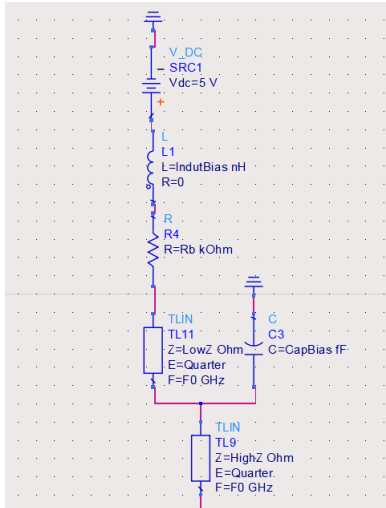 V_DC
SRC1
Vdc=5 V
L
L1
L=IndutBias nH
R=0
R
R4
R=Rb kOhm
TLIN
TL11
Z=LowZ Ohm
E=Quarter
F=F0 GHz
C
C3
C=CapBias fF
TLIN
TL9
Z=HighZ Ohm
E=Quarter
F=F0 GHz